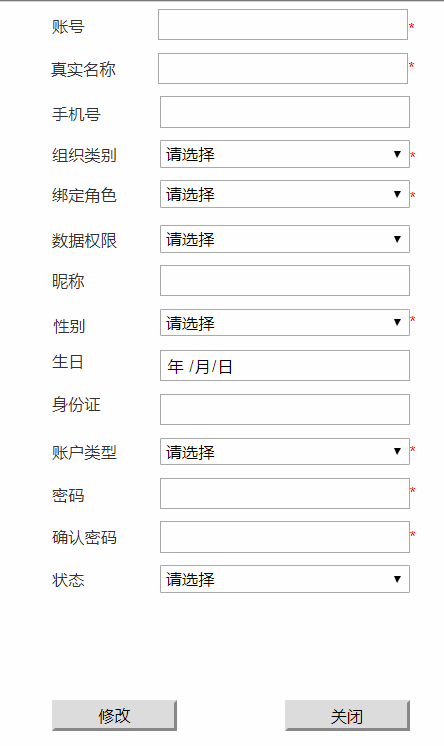 账号 *
真实名称 *
手机号
组织类别 请选择 *
绑定角色 请选择 *
数据权限 请选择
昵称
性别 请选择 *
生日 年 /月/日
身份证
账户类型 请选择 *
密码 *
确认密码 *
状态 请选择
修改 关闭